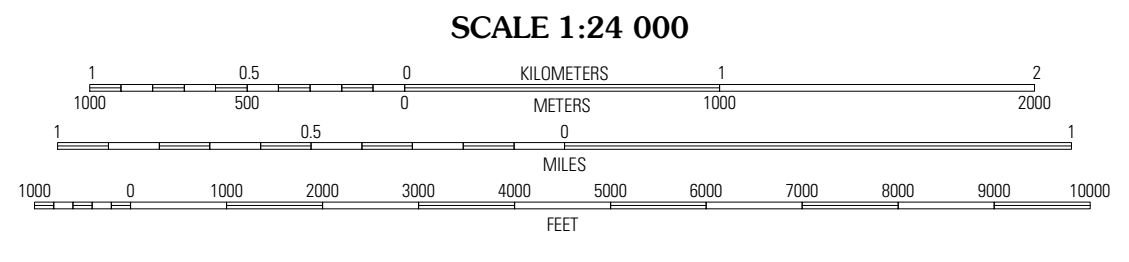 SCALE 1:24 000
1 0.5 0 KILOMETERS 1 2
1000 500 0 METERS 1000 2000
1 0.5 0 1
MILES
1000 0 1000 2000 3000 4000 5000 6000 7000 8000 9000 10000
FEET